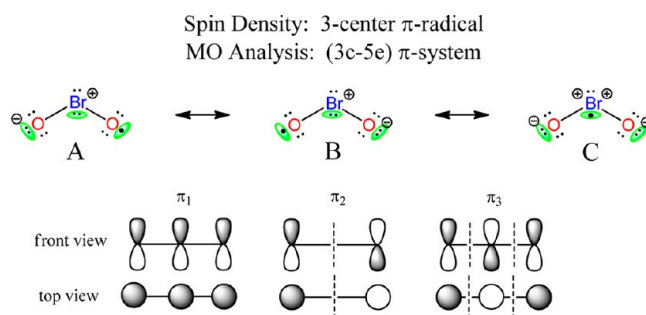 Spin Density: 3-center π-radical
MO Analysis: (3c-5e) π-system
⊖ O Br ⊕ O ↔ O Br ⊕ O ⊖ ↔ ⊖ O ⊕ Br ⊕ O ⊖
A B C
π₁ π₂ π₃
front view
top view